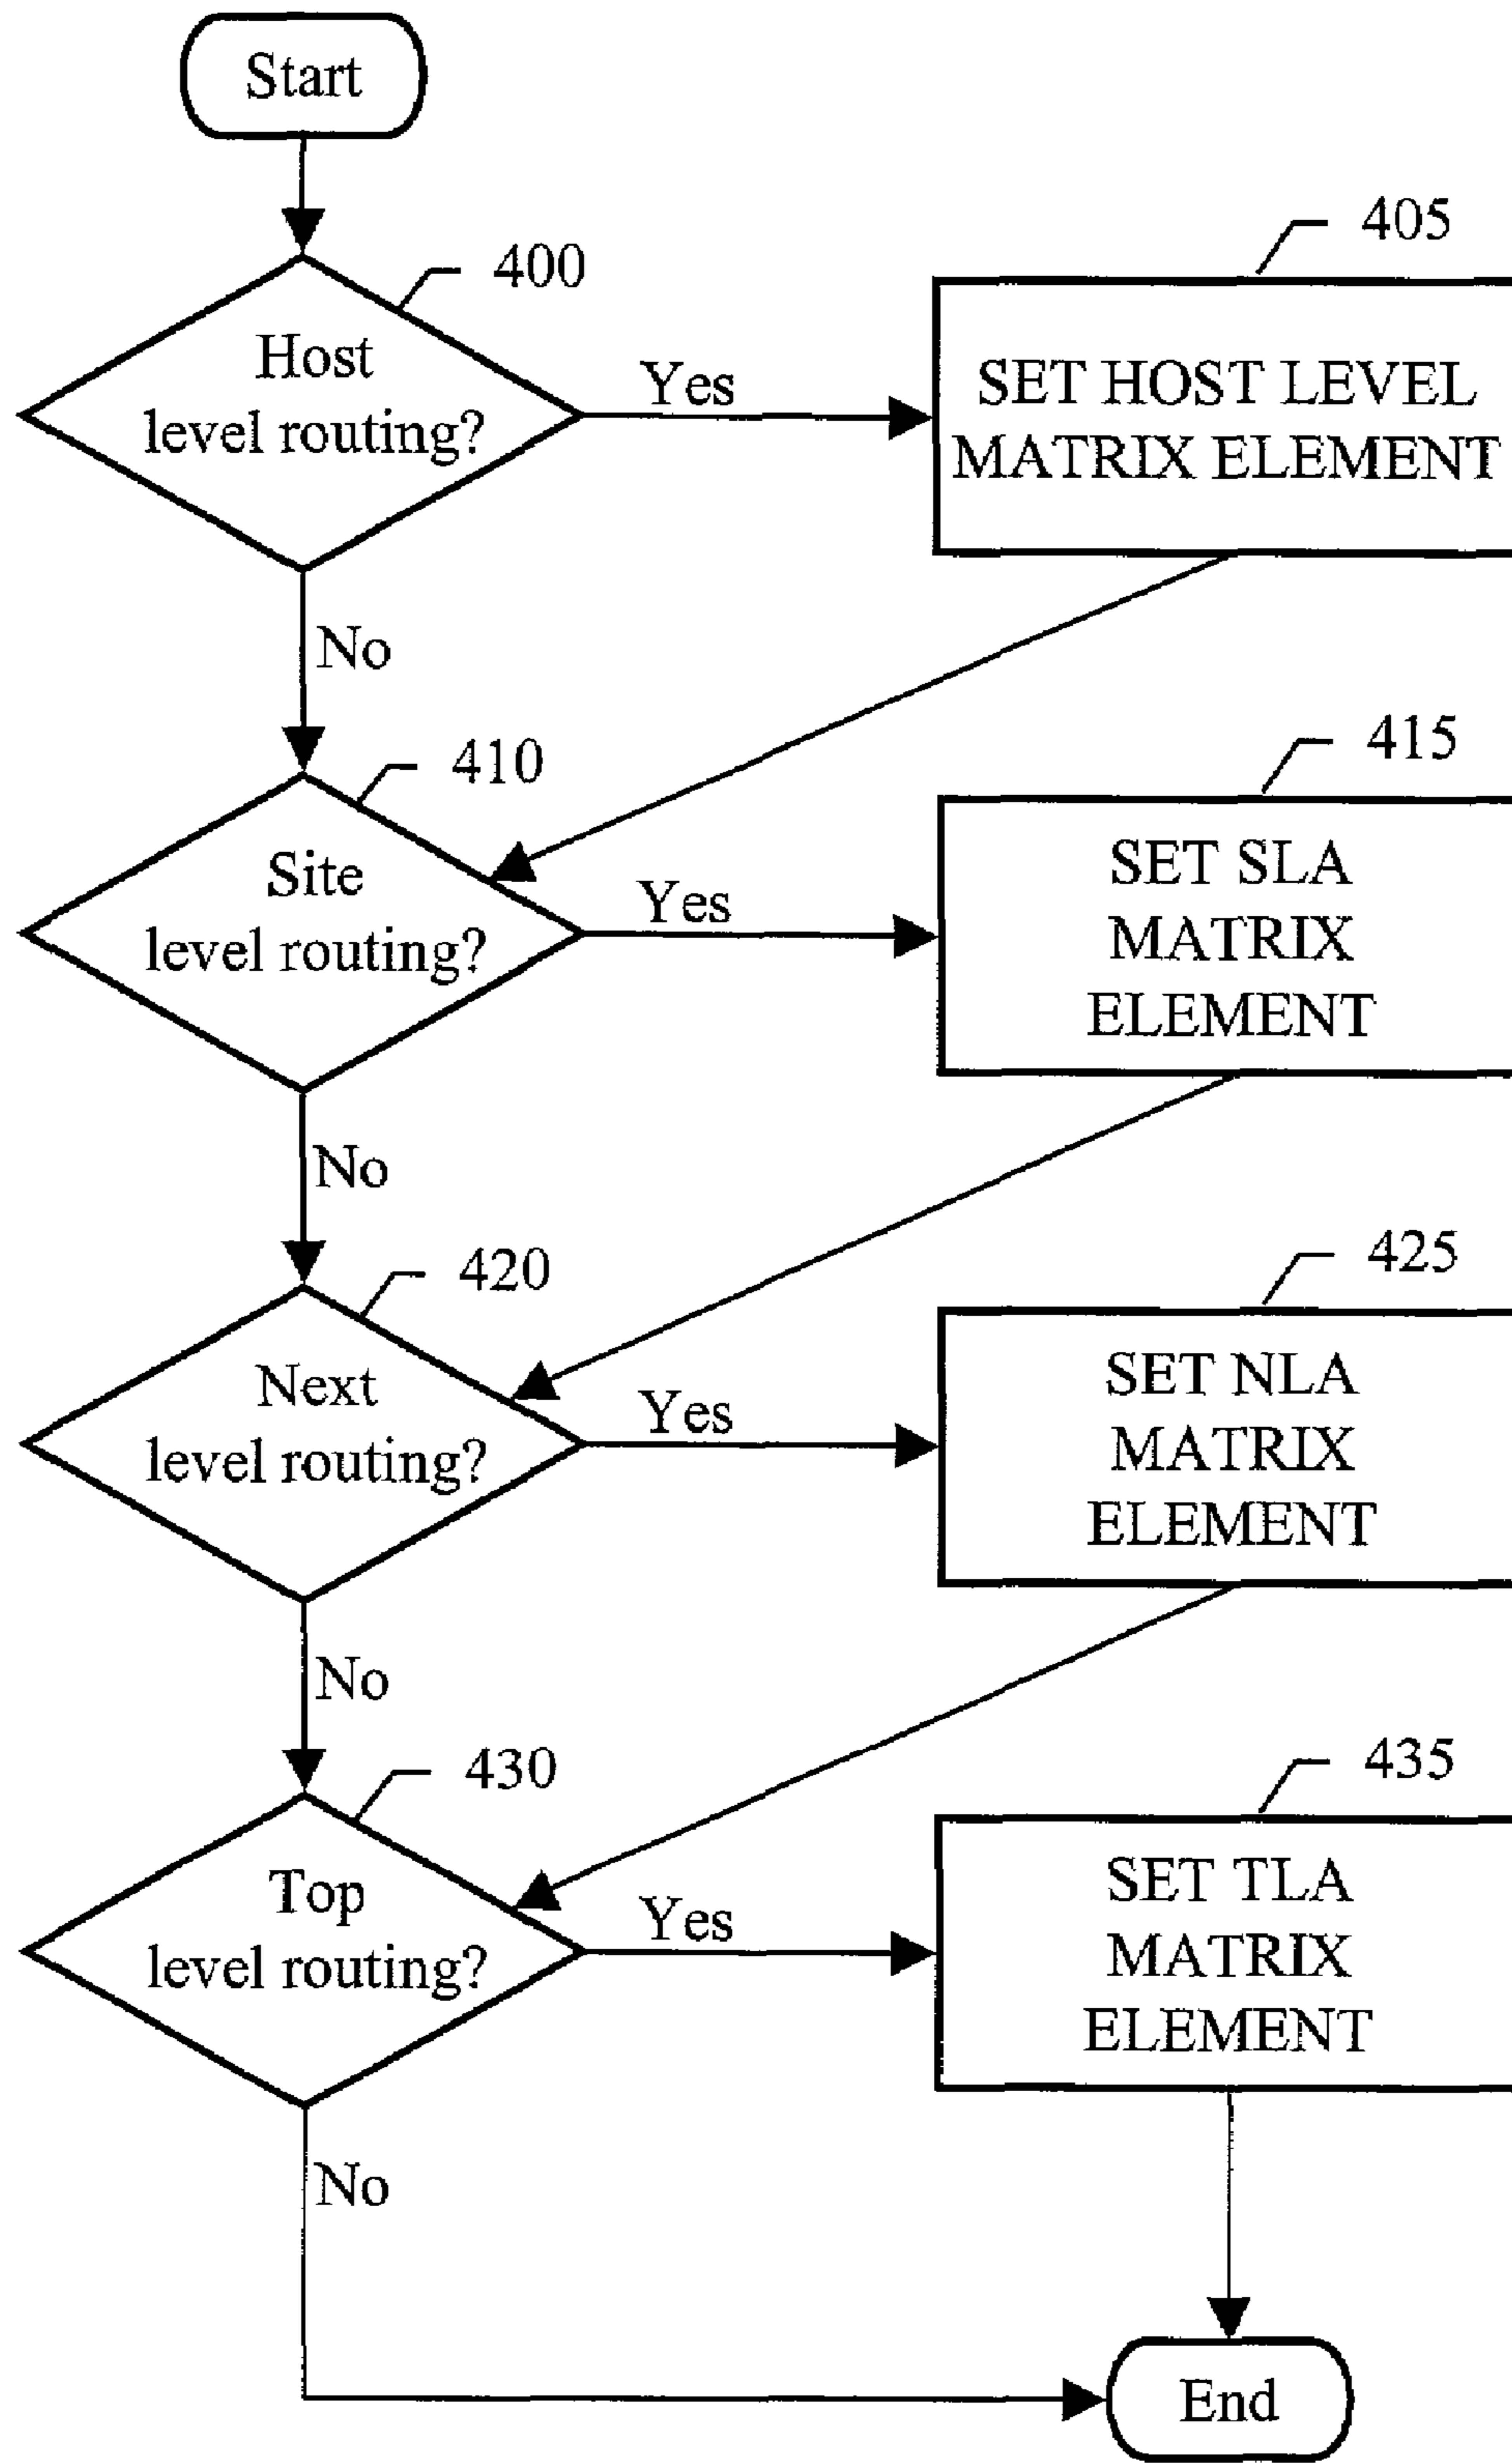 Start
400
Host
level routing?
Yes
405
SET HOST LEVEL
MATRIX ELEMENT
No
410
Site
level routing?
Yes
415
SET SLA
MATRIX
ELEMENT
No
420
Next
level routing?
Yes
425
SET NLA
MATRIX
ELEMENT
No
430
Top
level routing?
Yes
435
SET TLA
MATRIX
ELEMENT
No
End